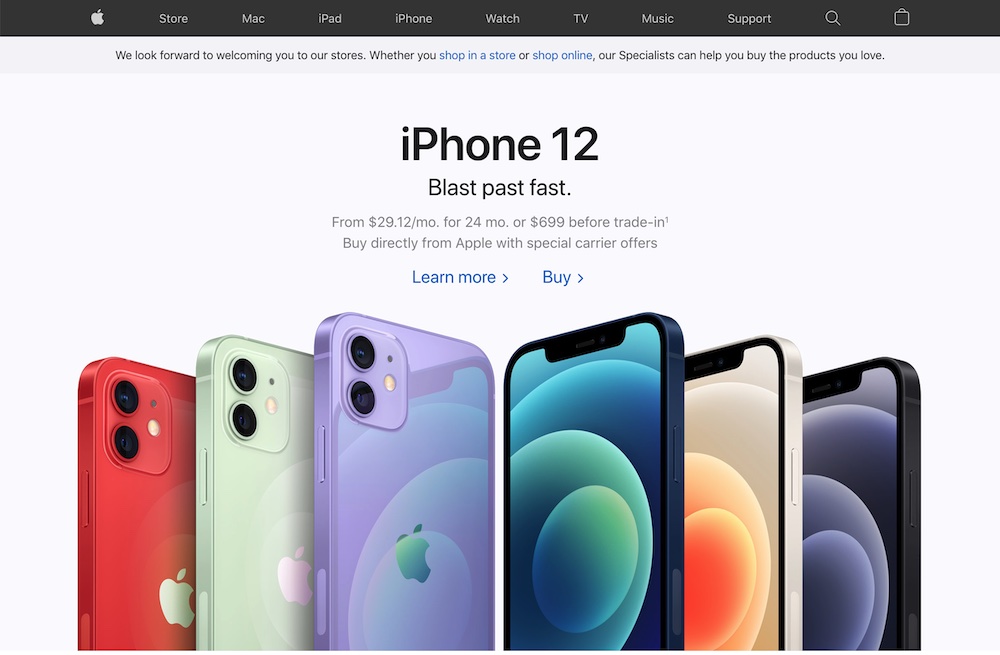 Store Mac iPad iPhone Watch TV Music Support
We look forward to welcoming you to our stores. Whether you shop in a store or shop online, our Specialists can help you buy the products you love.
iPhone 12
Blast past fast.
From $29.12/mo. for 24 mo. or $699 before trade-in¹
Buy directly from Apple with special carrier offers
Learn more > Buy >